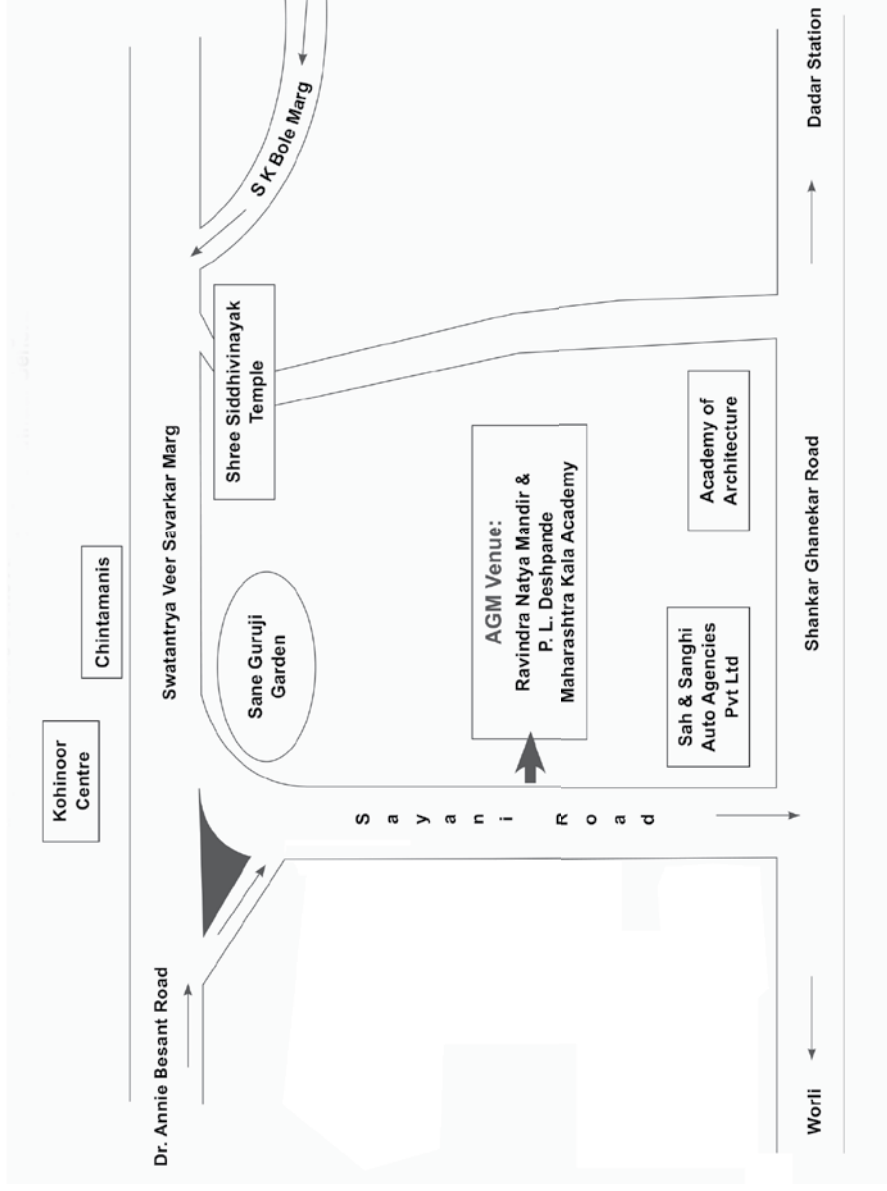 Kohinoor
Centre
Chintamanis
Dr. Annie Besant Road
Swatantrya Veer Savarkar Marg
S K Bole Marg
Sane Guruji
Garden
Shree Siddhivinayak
Temple
Sayani Road
AGM Venue:
Ravindra Natya Mandir &
P. L. Deshpande
Maharashtra Kala Academy
Sah & Sanghi
Auto Agencies
Pvt Ltd
Academy of
Architecture
Worli
Shankar Ghanekar Road
Dadar Station